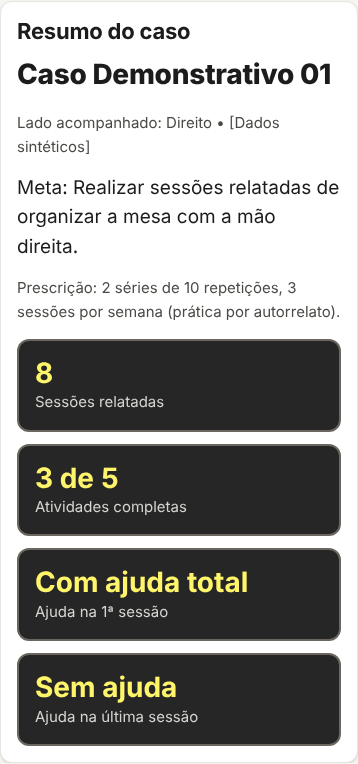 Resumo do caso
Caso Demonstrativo 01
Lado acompanhado: Direito • [Dados
sintéticos]
Meta: Realizar sessões relatadas de
organizar a mesa com a mão
direita.
Prescrição: 2 séries de 10 repetições, 3
sessões por semana (prática por autorrelato).
8
Sessões relatadas
3 de 5
Atividades completas
Com ajuda total
Ajuda na 1ª sessão
Sem ajuda
Ajuda na última sessão